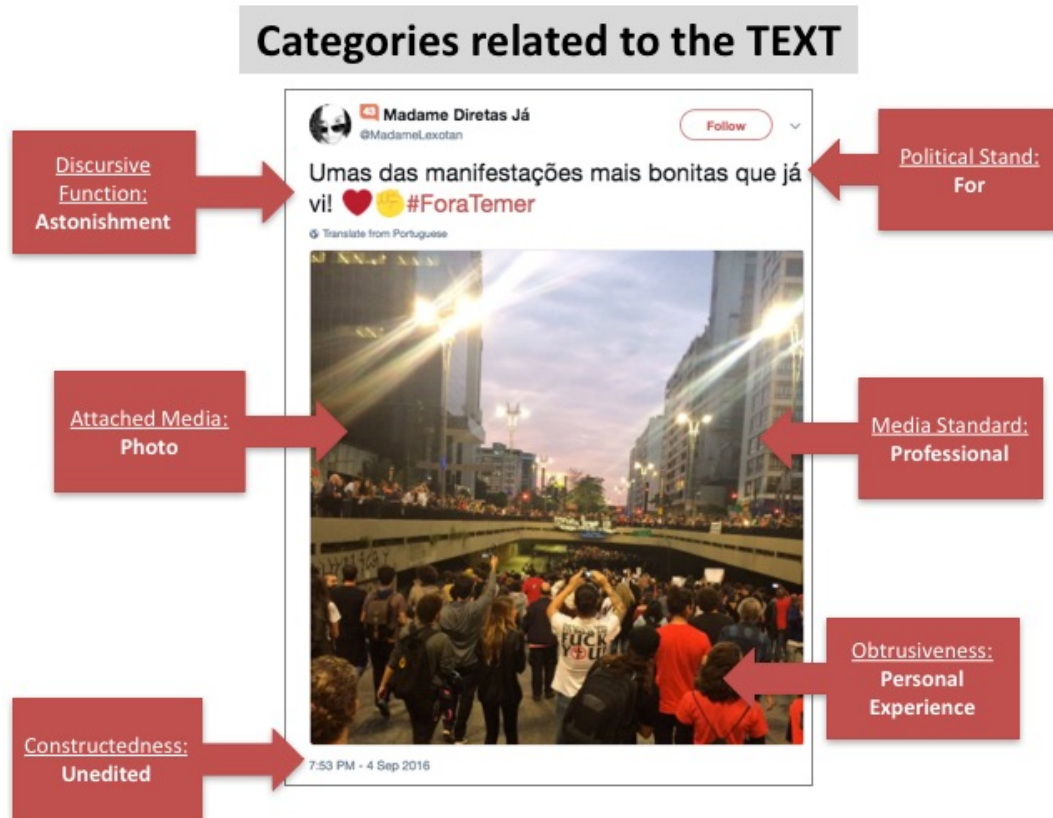 Categories related to the TEXT
43 Madame Diretas Já
@MadameLexotan
Follow
Umas das manifestações mais bonitas que já
vi! ❤️✊#ForaTemer
Translate from Portuguese
Discursive
Function:
Astonishment
Political Stand:
For
Attached Media:
Photo
Media Standard:
Professional
FUCK
YOU
Obtrusiveness:
Personal
Experience
Constructedness:
Unedited
7:53 PM - 4 Sep 2016